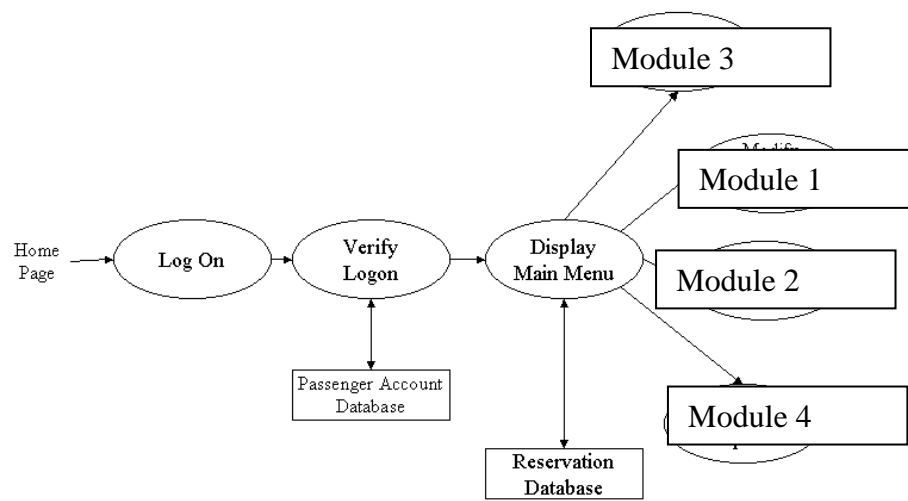 Module 3
Modify
Module 1
Home
Page
Log On
Verify
Logon
Display
Main Menu
Module 2
Passenger Account
Database
Module 4
Reservation
Database